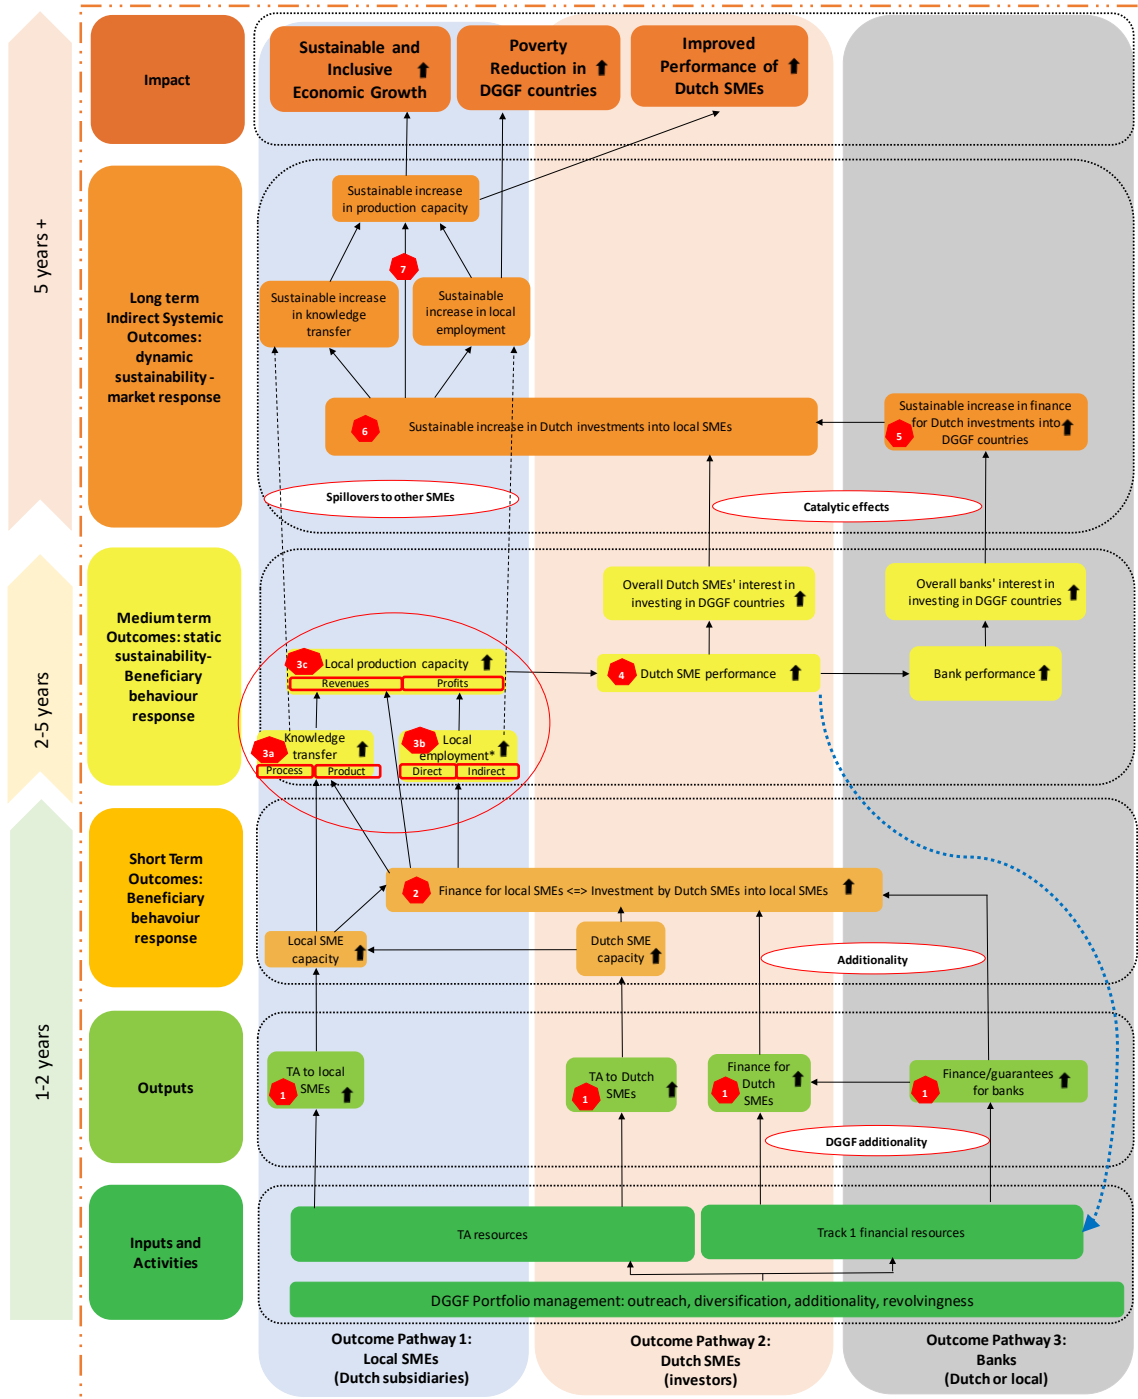 Impact
Sustainable and
Inclusive
Economic Growth
Poverty
Reduction in
DGGF countries
Improved
Performance of
Dutch SMEs
5 years +
Long term
Indirect Systemic
Outcomes:
dynamic
sustainability -
market response
Sustainable increase
in production capacity
7
Sustainable increase
in knowledge
transfer
Sustainable
increase in local
employment
6
Sustainable increase in Dutch investments into local SMEs
Sustainable increase in finance
for Dutch investments into
DGGF countries
5
Spillovers to other SMEs
Catalytic effects
2-5 years
Medium term
Outcomes: static
sustainability-
Beneficiary
behaviour
response
Overall Dutch SMEs' interest in
investing in DGGF countries
Overall banks' interest in
investing in DGGF countries
3c
Local production capacity
Revenues
Profits
4
Dutch SME performance
Bank performance
3a
Knowledge
transfer
Process
Product
3b
Local
employment*
Direct
Indirect
1-2 years
Short Term
Outcomes:
Beneficiary
behavoiury
response
2
Finance for local SMEs <=> Investment by Dutch SMEs into local SMEs
Local SME
capacity
Dutch SME
capacity
Additionality
Outputs
TA to local
SMEs
1
TA to Dutch
SMEs
1
Finance for
Dutch
SMEs
1
Finance/guarantees
for banks
1
DGGF additionality
Inputs and
Activities
TA resources
Track 1 financial resources
DGGF Portfolio management: outreach, diversification, additionality, revolvingness
Outcome Pathway 1:
Local SMEs
(Dutch subsidiaries)
Outcome Pathway 2:
Dutch SMEs
(investors)
Outcome Pathway 3:
Banks
(Dutch or local)